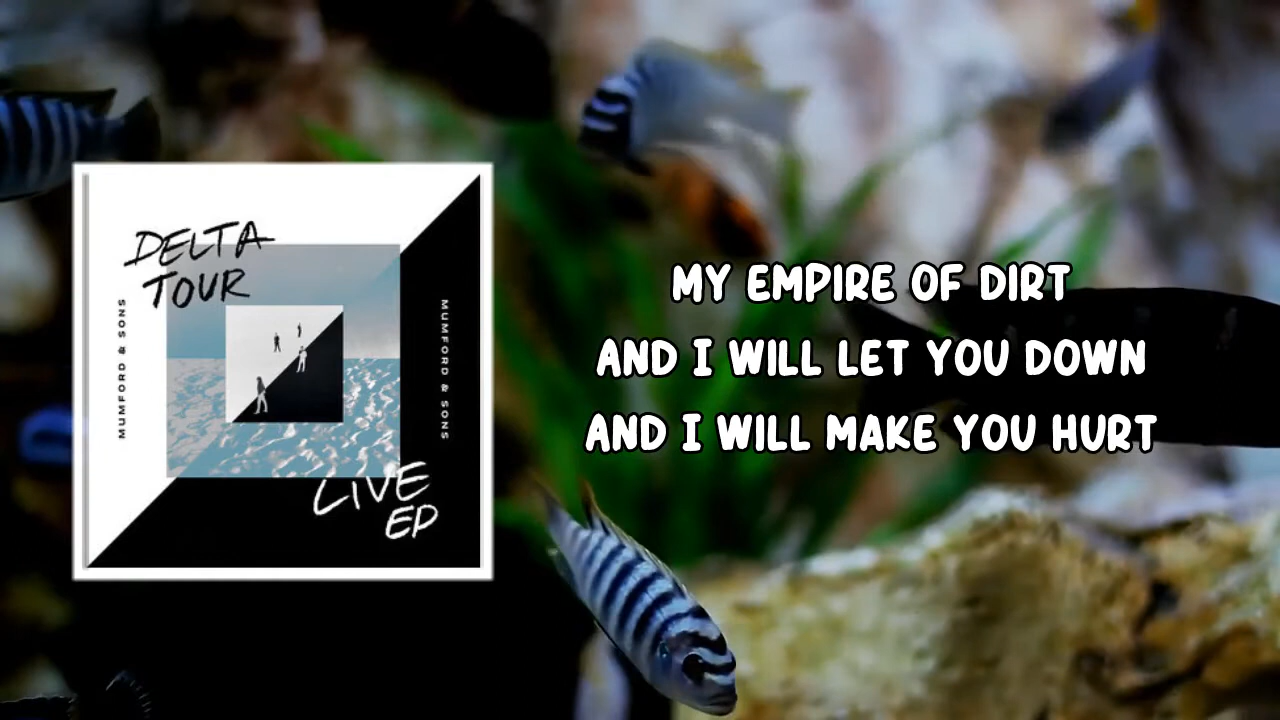 DELTA
TOUR
MUMFORD & SONS
MUMFORD & SONS
LIVE
EP
MY EMPIRE OF DIRT
AND I WILL LET YOU DOWN
AND I WILL MAKE YOU HURT